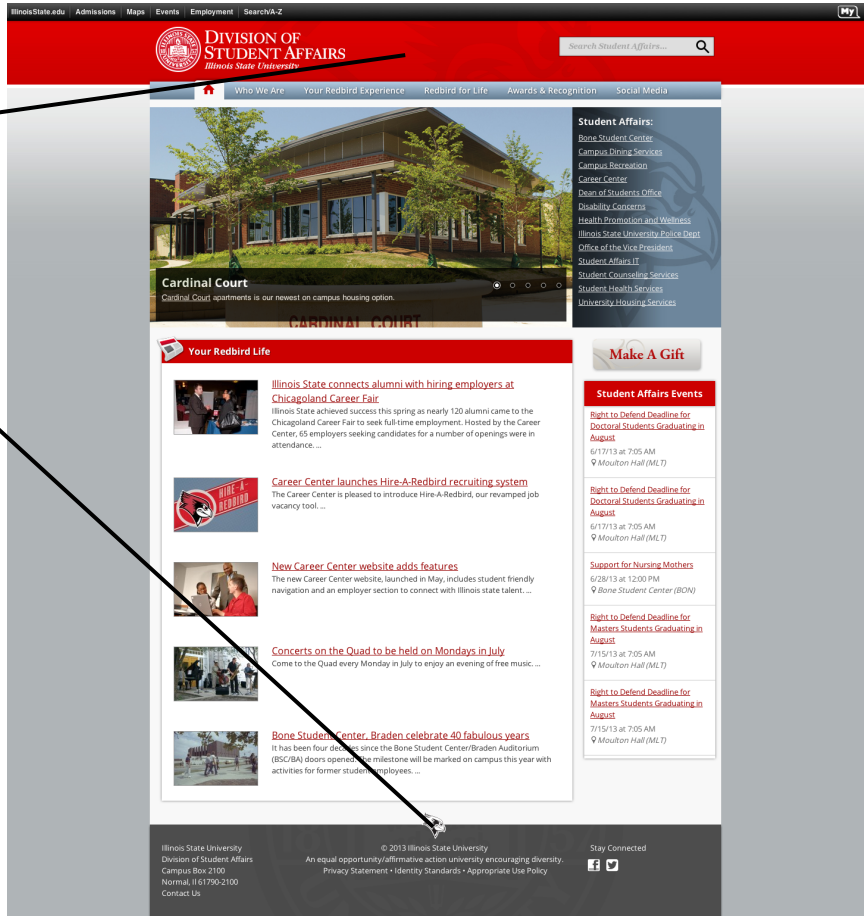 IllinoisState.edu | Admissions | Maps | Events | Employment | Search/A-Z
My
DIVISION OF
STUDENT AFFAIRS
Illinois State University
Search Student Affairs...
Who We Are Your Redbird Experience Redbird for Life Awards & Recognition Social Media
Cardinal Court
Cardinal Court apartments is our newest on campus housing option.
CARDINAL COURT
Student Affairs:
Bone Student Center
Campus Dining Services
Campus Recreation
Career Center
Dean of Students Office
Disability Concerns
Health Promotion and Wellness
Illinois State University Police Dept
Office of the Vice President
Student Affairs IT
Student Counseling Services
Student Health Services
University Housing Services
Your Redbird Life
Illinois State connects alumni with hiring employers at
Chicagoland Career Fair
Illinois State achieved success this spring as nearly 120 alumni came to the
Chicagoland Career Fair to seek full-time employment. Hosted by the Career
Center, 65 employers seeking candidates for a number of openings were in
attendance. ...
HIRE-A-
REDBIRD
Career Center launches Hire-A-Redbird recruiting system
The Career Center is pleased to introduce Hire-A-Redbird, our revamped job
vacancy tool. ...
New Career Center website adds features
The new Career Center website, launched in May, includes student friendly
navigation and an employer section to connect with Illinois state talent. ...
Concerts on the Quad to be held on Mondays in July
Come to the Quad every Monday in July to enjoy an evening of free music. ...
Bone Student Center, Braden celebrate 40 fabulous years
It has been four decades since the Bone Student Center/Braden Auditorium
(BSC/BA) doors opened. The milestone will be marked on campus this year with
activities for former student employees. ...
Make A Gift
Student Affairs Events
Right to Defend Deadline for
Doctoral Students Graduating in
August
6/17/13 at 7:05 AM
Moulton Hall (MLT)
Right to Defend Deadline for
Doctoral Students Graduating in
August
6/17/13 at 7:05 AM
Moulton Hall (MLT)
Support for Nursing Mothers
6/28/13 at 12:00 PM
Bone Student Center (BON)
Right to Defend Deadline for
Masters Students Graduating in
August
7/15/13 at 7:05 AM
Moulton Hall (MLT)
Right to Defend Deadline for
Masters Students Graduating in
August
7/15/13 at 7:05 AM
Moulton Hall (MLT)
Illinois State University
Division of Student Affairs
Campus Box 2100
Normal, Il 61790-2100
Contact Us
© 2013 Illinois State University
An equal opportunity/affirmative action university encouraging diversity.
Privacy Statement • Identity Standards • Appropriate Use Policy
Stay Connected